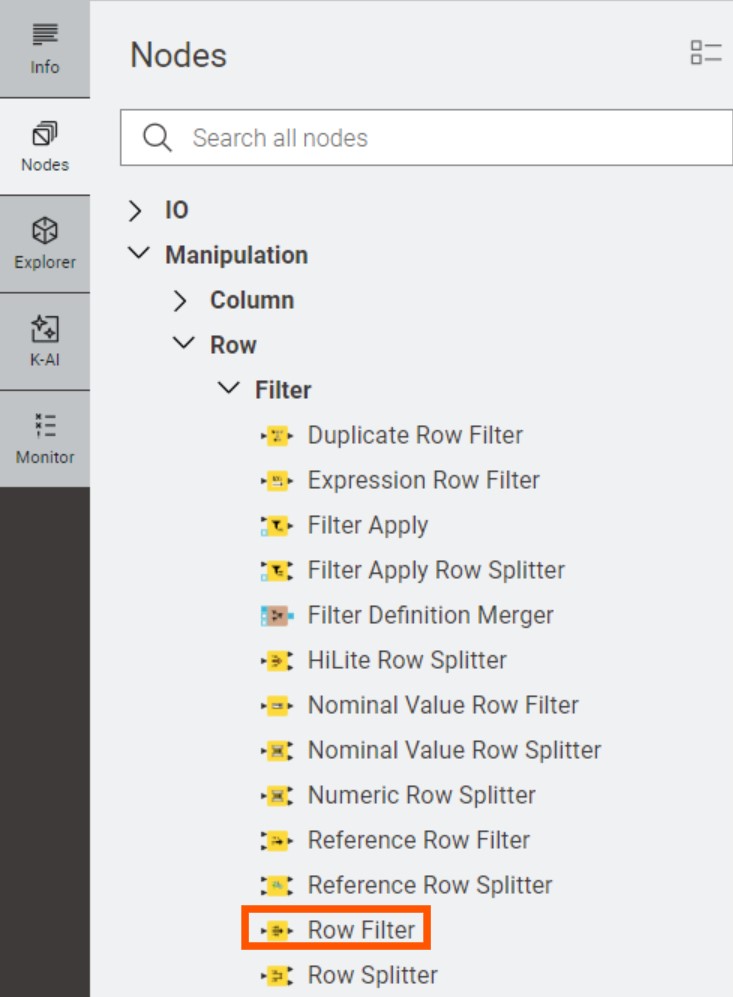 Info
Nodes
Explorer
K-AI
Monitor
Nodes
Search all nodes
IO
Manipulation
Column
Row
Filter
Duplicate Row Filter
Expression Row Filter
Filter Apply
Filter Apply Row Splitter
Filter Definition Merger
HiLite Row Splitter
Nominal Value Row Filter
Nominal Value Row Splitter
Numeric Row Splitter
Reference Row Filter
Reference Row Splitter
Row Filter
Row Splitter